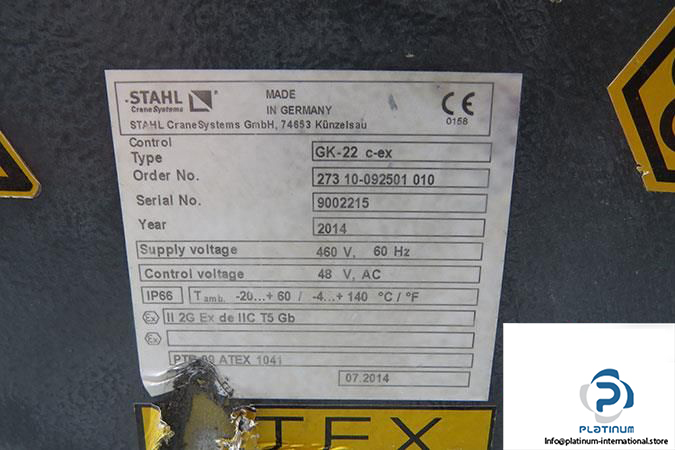 STAHL
CraneSystems
MADE
IN GERMANY
CE
0158
STAHL CraneSystems GmbH, 74653 Künzelsau
Control
Type GK-22 c-ex
Order No. 273 10-092501 010
Serial No. 9002215
Year 2014
Supply voltage 460 V, 60 Hz
Control voltage 48 V, AC
IP66 Tamb. -20...+ 60 / -4...+ 140 °C / °F
Ex II 2G Ex de IIC T5 Gb
Ex
ATEX 1041
07.2014
TEX
PLATINUM
Info@platinum-international.store